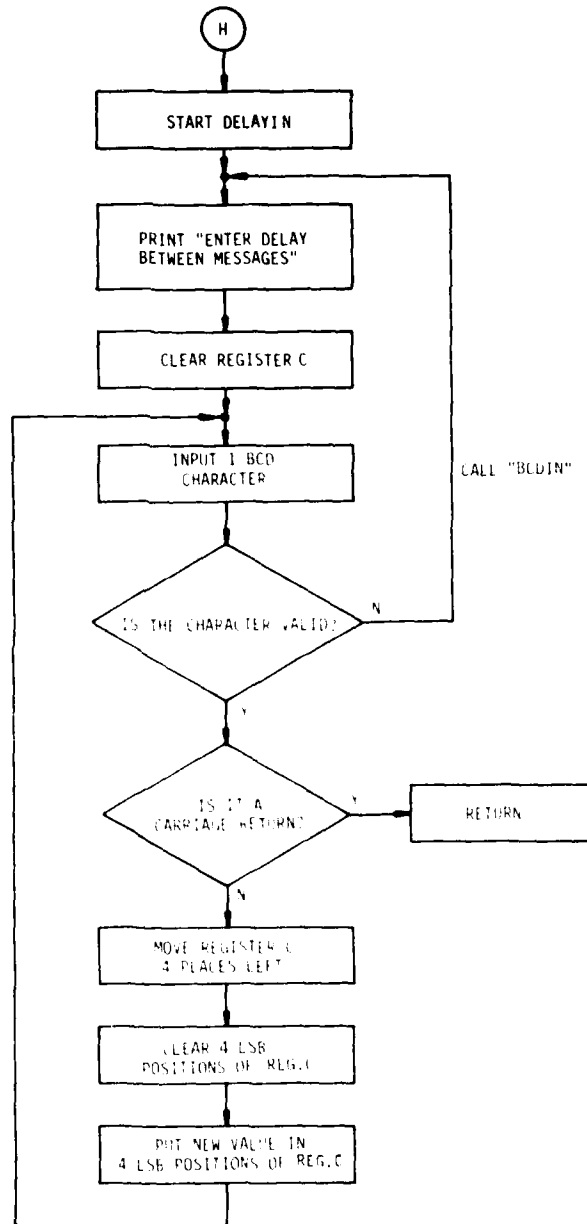 H
START DELAYIN
PRINT "ENTER DELAY
BETWEEN MESSAGES"
CLEAR REGISTER C
INPUT 1 BCD
CHARACTER
CALL "BCDIN"
IS THE CHARACTER VALID?
N
Y
IS IT A
CARRIAGE RETURN?
Y
RETURN
N
MOVE REGISTER C
4 PLACES LEFT
CLEAR 4 LSB
POSITIONS OF REG.C
PUT NEW VALUE IN
4 LSB POSITIONS OF REG.C